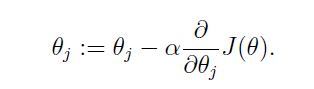 θ_j := θ_j − α ∂/∂θ_j J(θ).